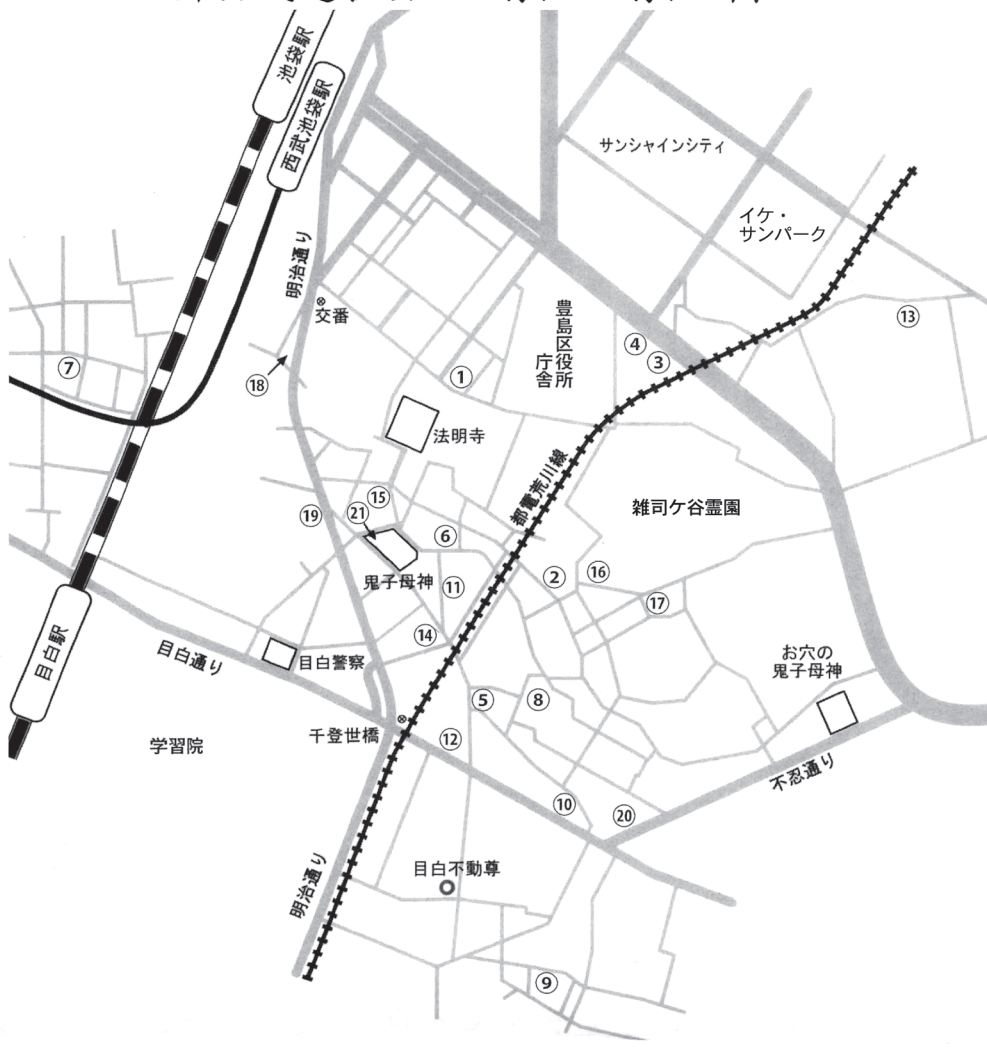 池袋駅
西武池袋駅
サンシャインシティ
イケ・
サンパーク
明治通り
交番
豊島区役所
庁舎
⑬
④
③
⑦
⑱
①
法明寺
都電荒川線
雑司ケ谷霊園
⑮
⑲
㉑
⑥
鬼子母神
②
⑯
⑪
⑰
⑭
目白駅
目白通り
目白警察
お穴の
鬼子母神
⑤
⑧
千登世橋
⑫
学習院
不忍通り
⑩
⑳
目白不動尊
明治通り
⑨